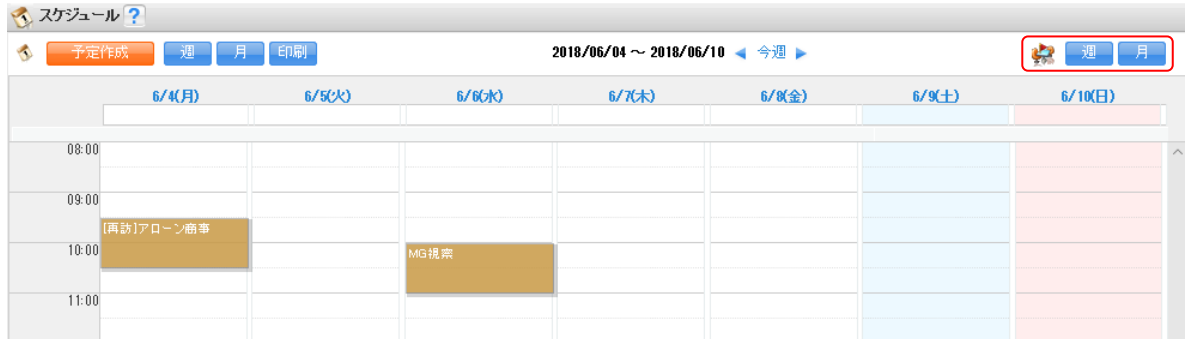 スケジュール ?
予定作成 週 月 印刷 2018/06/04 ～ 2018/06/10 ◀ 今週 ▶ 週 月
6/4(月) 6/5(火) 6/6(水) 6/7(木) 6/8(金) 6/9(土) 6/10(日)
08:00
09:00
[再訪]アローン商事
10:00 MG視察
11:00